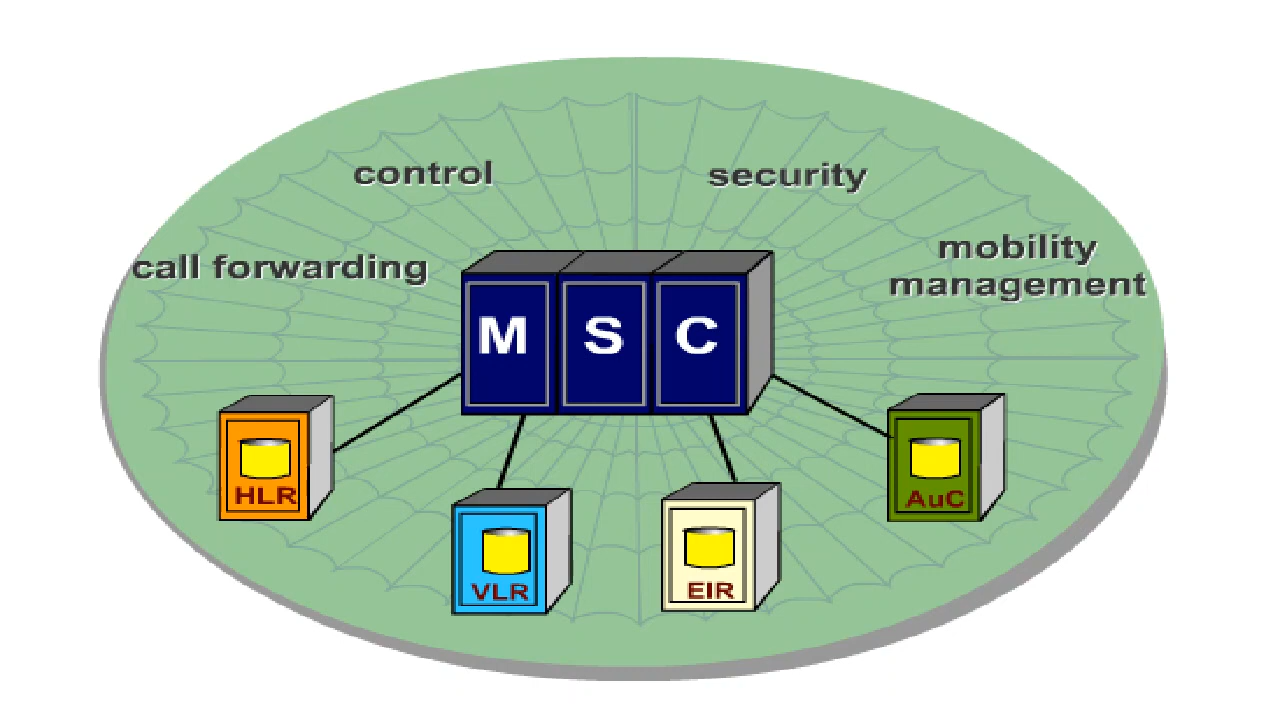 control
security
call forwarding
mobility
management
M S C
HLR
AuC
VLR
EIR